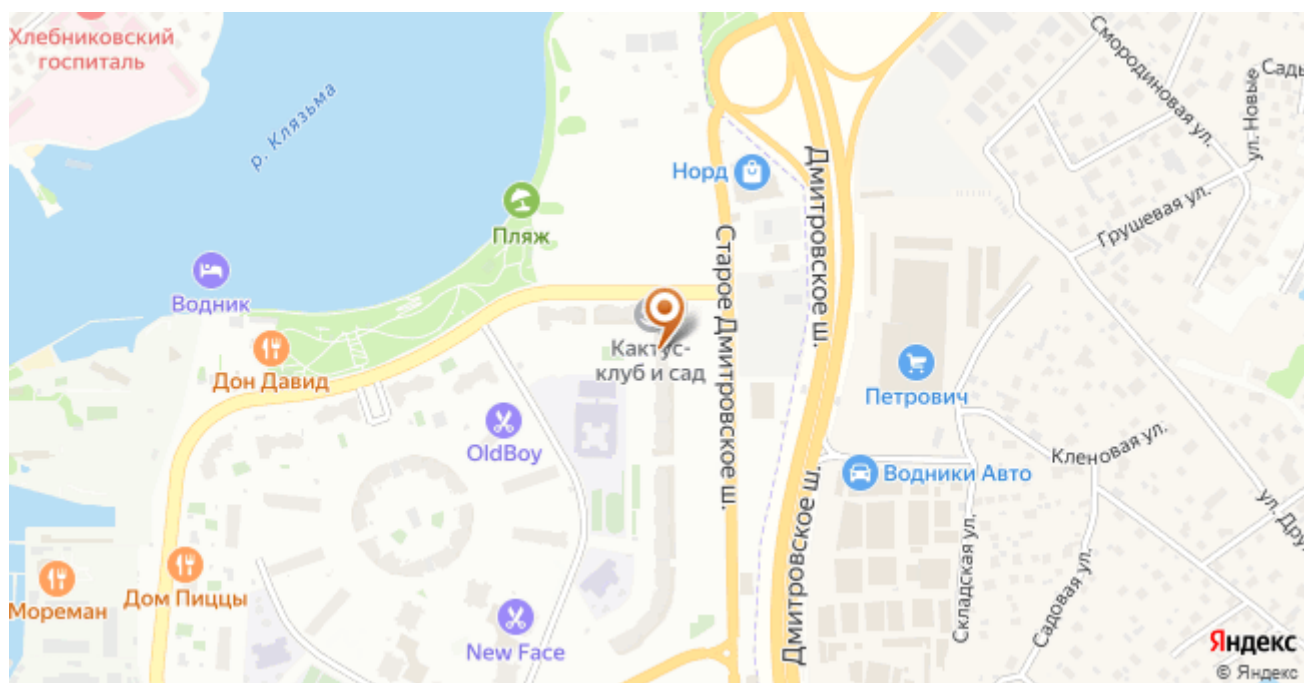 Хлебниковский
госпиталь
р. Клязьма
Пляж
Водник
Дон Давид
OldBoy
Дом Пиццы
Мореман
New Face
Кактус-
клуб и сад
Норд
Старое Дмитровское ш.
Дмитровское ш.
Дмитровское ш.
Петрович
Водники Авто
Смородиновая ул.
ул. Новые
Сады
Грушевая ул.
Кленовая ул.
ул. Дру
Складская ул.
Садовая ул.
Яндекс
© Яндекс